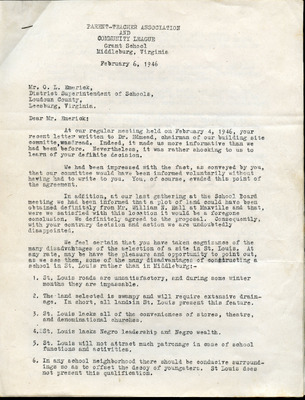 PARENT-TEACHER ASSOCIATION
AND
COMMUNITY LEAGUE
Grant School
Middleburg, Virginia
February 6, 1946
Mr. O. L. Emerick,
District Superintendent of Schools,
Loudoun County,
Leesburg, Virginia.
Dear Mr. Emerick;
At our regular meeting held on February 4, 1946, your
recent letter written to Dr. chairman of our building site
committee, was read. Indeed, it made us more informative than we
had been before. Nevertheless, it was rather shocking to us to
learn of your definite decision.
We had been impressed with the fact, as conveyed by you,
that our committee would have been informed voluntarily without
having had to write to you. You, of course, evaded this point of
the agreement.
In addition, at our last gathering at the School Board
meeting we had been informed that a plot of land could have been
obtained definitely from Mr. William S. Hall at Maxville and that,
were we satisfied with this location it would be a foregone
conclusion. We definitely agreed to the proposal. Consequently,
with your contrary decision and action we are undoubtedly
disappointed.
We feel certain that you have taken cognizance of the
many disadvantages of the selection of a site in St. Louis. At
any rate, may we have the pleasure and opportunity to point out,
as we see them, some of the many disadvantages of constructing a
school in St Louis rather than in Middleburg:-
1. St. Louis roads are unsatisfactory, and during some winter
months they are impassable.
2. The land selected is swampy and will require extensive drain-
age. In short, all land in St. Louis present this feature.
3. St. Louis lacks all of the conveniences of stores, theatre,
and denominational churches.
4. St Louis lacks Negro leadership and Negro wealth.
5. St Louis will not attract much patronage in case of school
functions and activities.
6. In any school neighborhood there should be conducive surround-
ings so as to offset the decay of youngsters. St Louis does
not present this qualification.